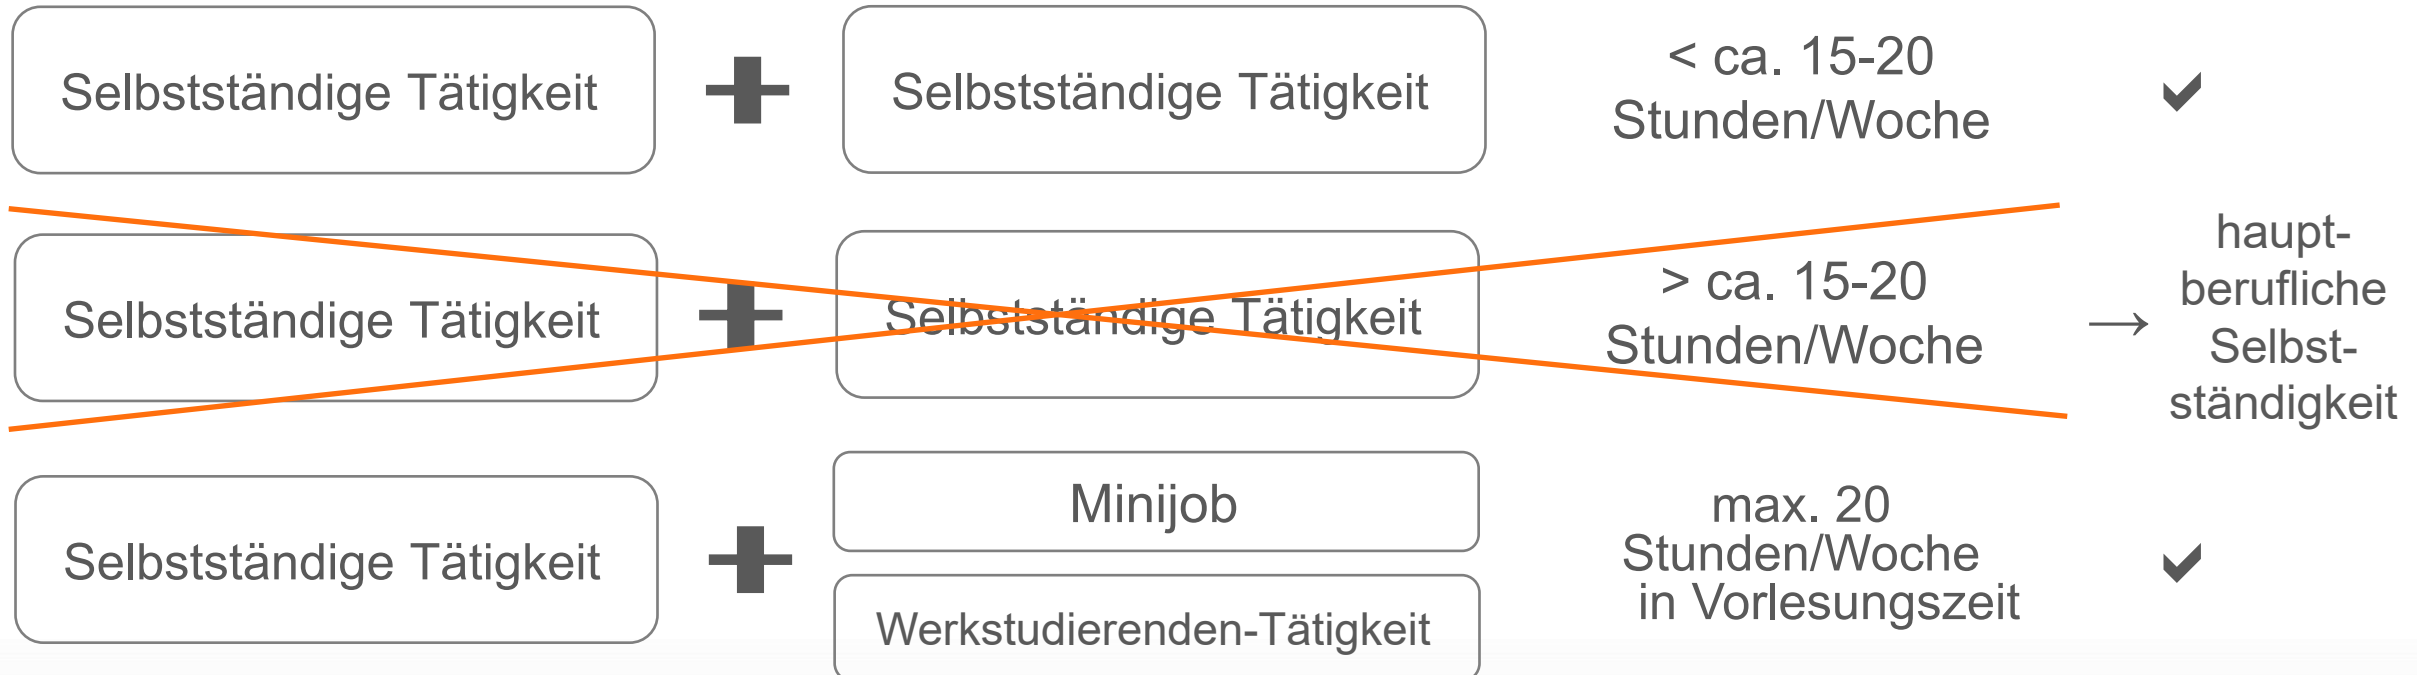 Selbstständige Tätigkeit
Selbstständige Tätigkeit
< ca. 15-20
Stunden/Woche
Selbstständige Tätigkeit
Selbstständige Tätigkeit
> ca. 15-20
Stunden/Woche
→
haupt-
berufliche
Selbst-
ständigkeit
Selbstständige Tätigkeit
Minijob
Werkstudierenden-Tätigkeit
max. 20
Stunden/Woche
in Vorlesungszeit